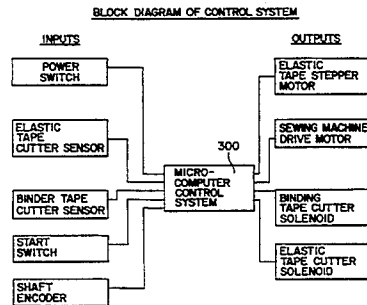 BLOCK DIAGRAM OF CONTROL SYSTEM
INPUTS
OUTPUTS
POWER
SWITCH
ELASTIC
TAPE
CUTTER SENSOR
BINDER TAPE
CUTTER SENSOR
START
SWITCH
SHAFT
ENCODER
300
MICRO-
COMPUTER
CONTROL
SYSTEM
ELASTIC
TAPE STEPPER
MOTOR
SEWING MACHINE
DRIVE MOTOR
BINDING
TAPE CUTTER
SOLENOID
ELASTIC
TAPE CUTTER
SOLENOID